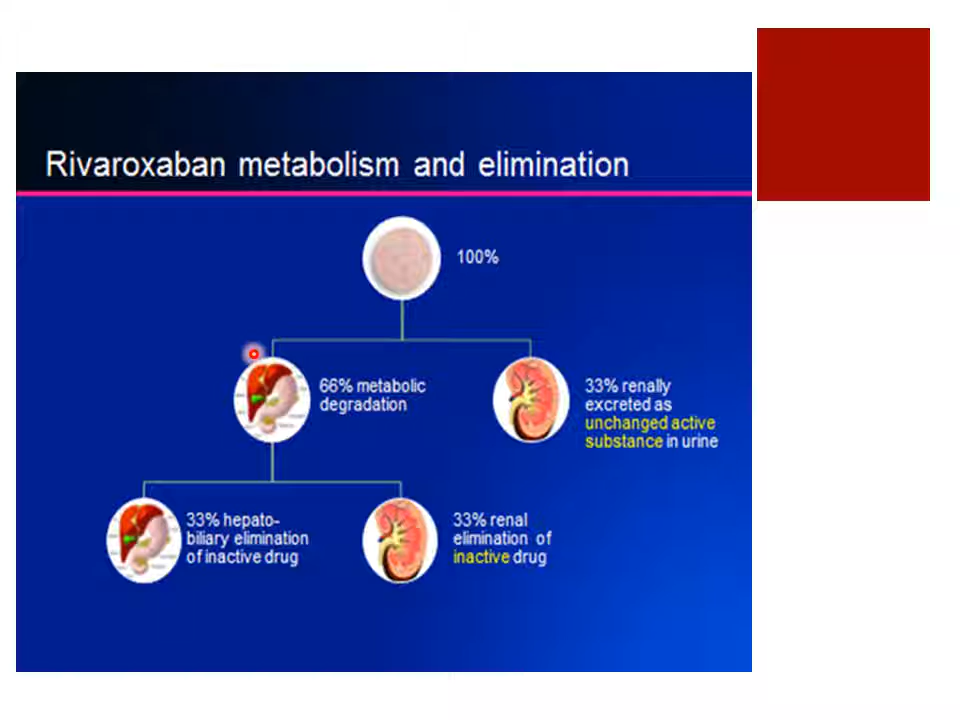 Rivaroxaban metabolism and elimination
100%
66% metabolic
degradation
33% renally
excreted as
unchanged active
substance in urine
33% hepato-
biliary elimination
of inactive drug
33% renal
elimination of
inactive drug